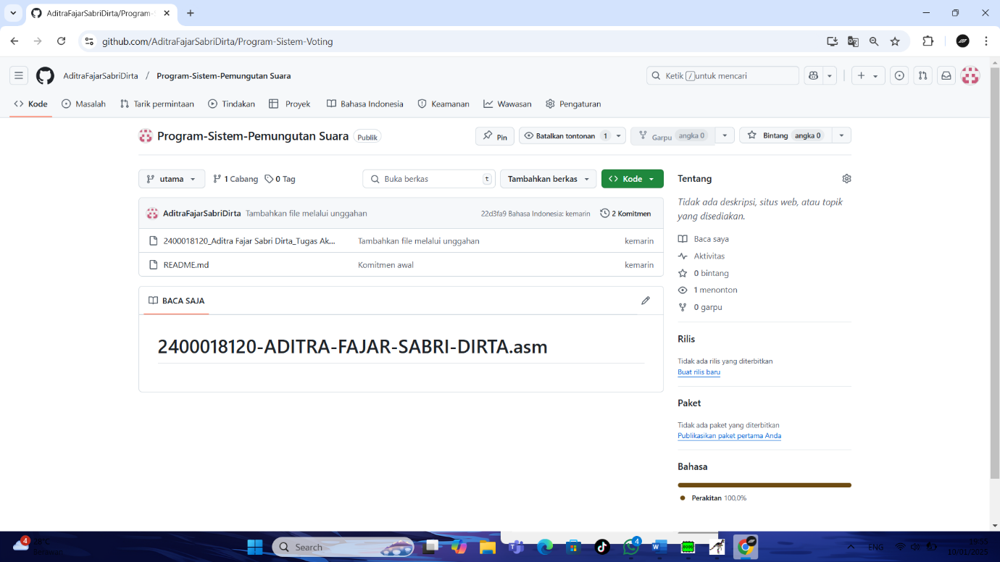 AditraFajarSabriDirta/Program-S
github.com/AditraFajarSabriDirta/Program-Sistem-Voting
AditraFajarSabriDirta / Program-Sistem-Pemungutan Suara
Ketik / untuk mencari
Kode Masalah Tarik permintaan Tindakan Proyek Bahasa Indonesia Keamanan Wawasan Pengaturan
Program-Sistem-Pemungutan Suara Publik
Pin Batalkan tontonan 1 Garpu angka 0 Bintang angka 0
utama 1 Cabang 0 Tag Buka berkas t Tambahkan berkas Kode
AditraFajarSabriDirta Tambahkan file melalui unggahan 22d3fa9 Bahasa Indonesia: kemarin 2 Komitmen
2400018120_Aditra Fajar Sabri Dirta_Tugas Ak... Tambahkan file melalui unggahan kemarin
README.md Komitmen awal kemarin
BACA SAJA
2400018120-ADITRA-FAJAR-SABRI-DIRTA.asm
Tentang
Tidak ada deskripsi, situs web, atau topik
yang disediakan.
Baca saya
Aktivitas
0 bintang
1 menonton
0 garpu
Rilis
Tidak ada rilis yang diterbitkan
Buat rilis baru
Paket
Tidak ada paket yang diterbitkan
Publikasikan paket pertama Anda
Bahasa
Perakitan 100,0%
4
28°C
Search
4
ENG
10/01/2025